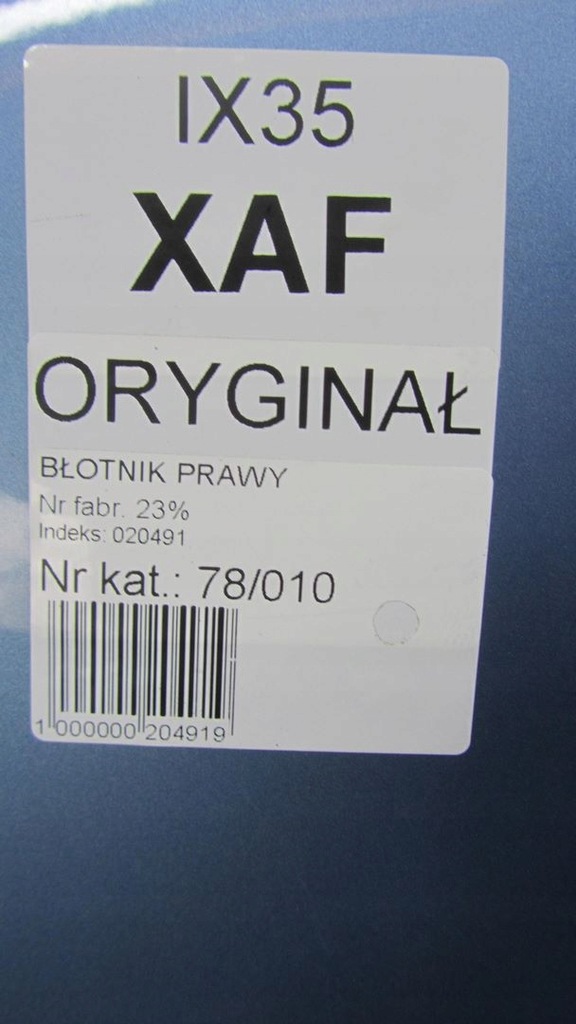 IX35
XAF
ORYGINAŁ
BŁOTNIK PRAWY
Nr fabr. 23%
Indeks: 020491
Nr kat.: 78/010
1 000000 204919